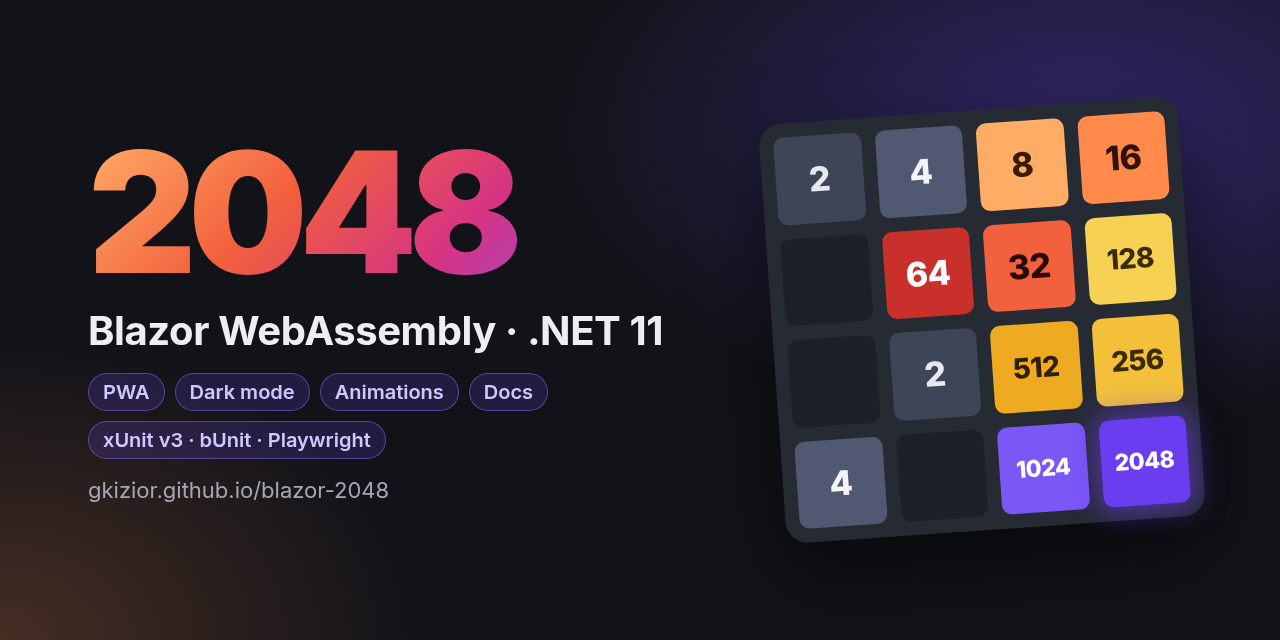 2048
Blazor WebAssembly · .NET 11
PWA Dark mode Animations Docs
xUnit v3 · bUnit · Playwright
gkizior.github.io/blazor-2048
2 4 8 16
64 32 128
2 512 256
4 1024 2048